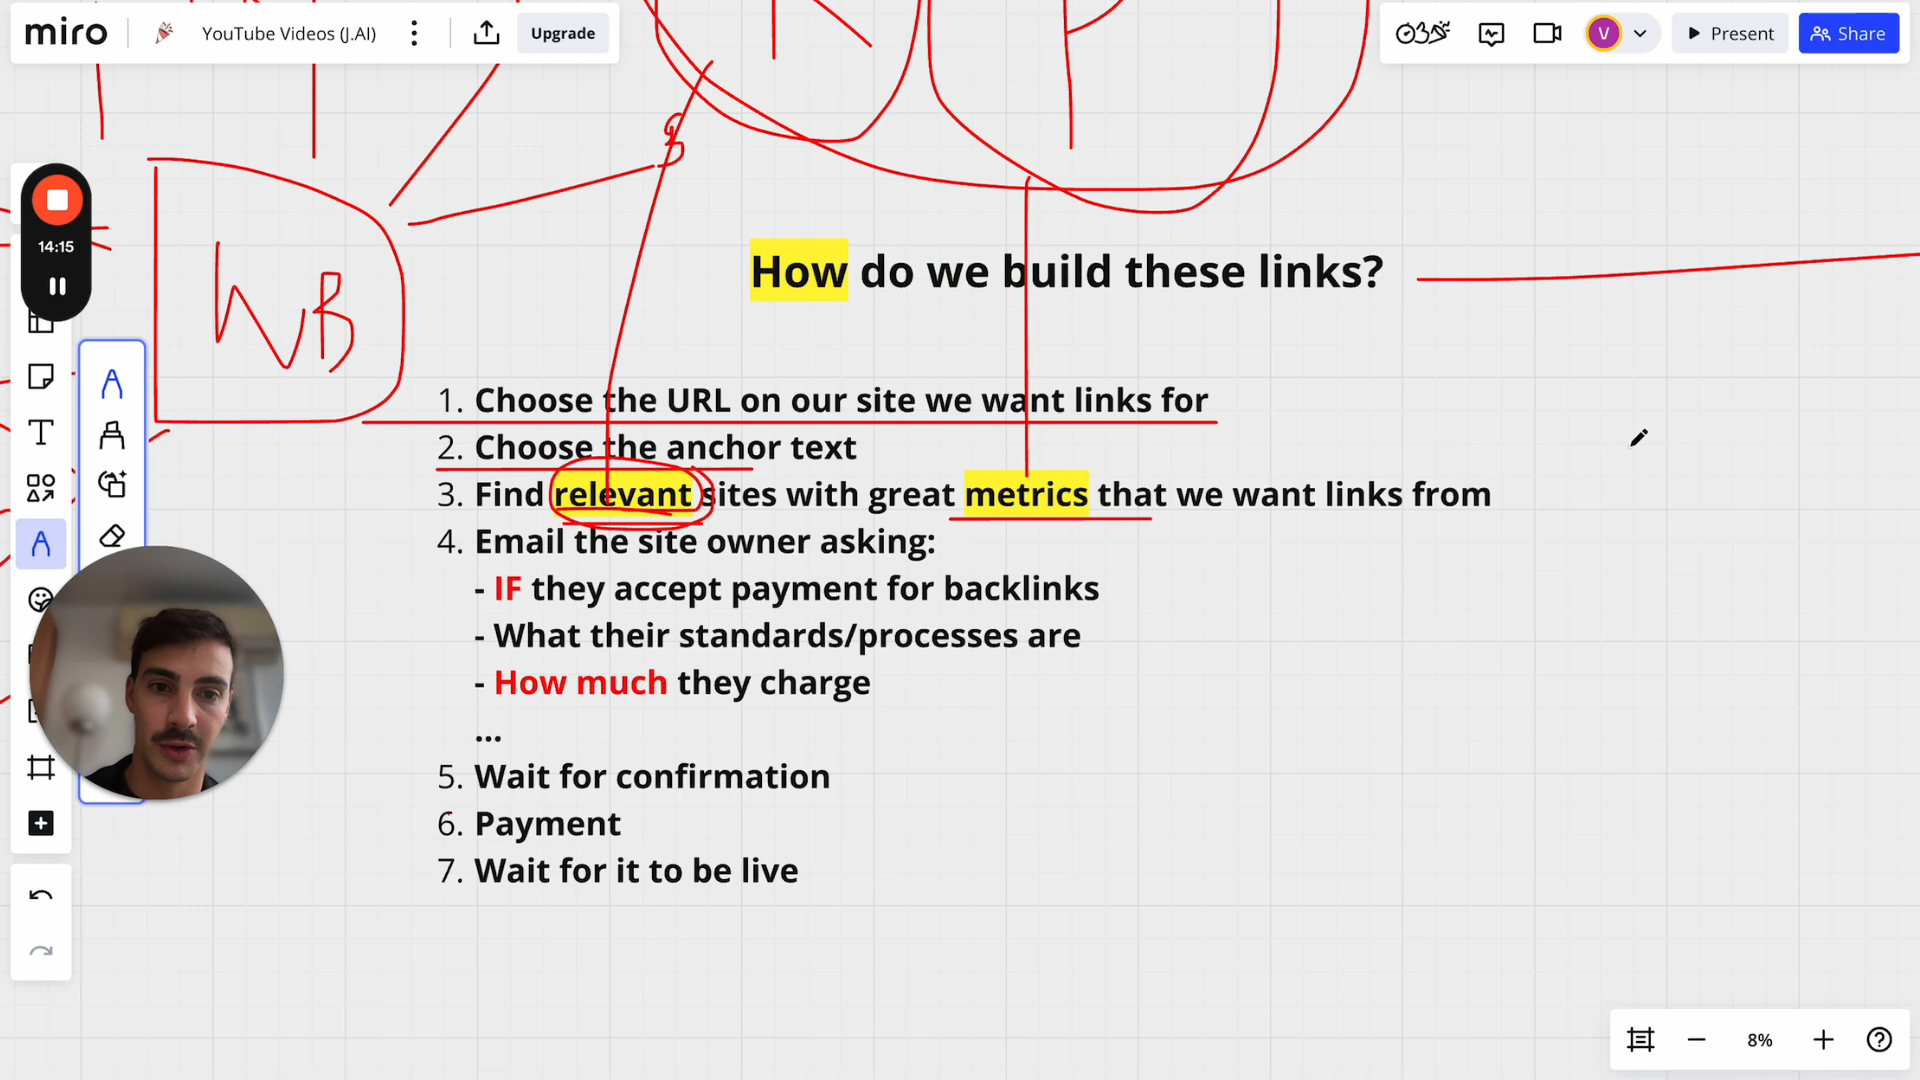 miro
YouTube Videos (J.AI)
Upgrade
V
Present
Share
14:15
WB
How do we build these links?
1. Choose the URL on our site we want links for
2. Choose the anchor text
3. Find relevant sites with great metrics that we want links from
4. Email the site owner asking:
- IF they accept payment for backlinks
- What their standards/processes are
- How much they charge
...
5. Wait for confirmation
6. Payment
7. Wait for it to be live
8%